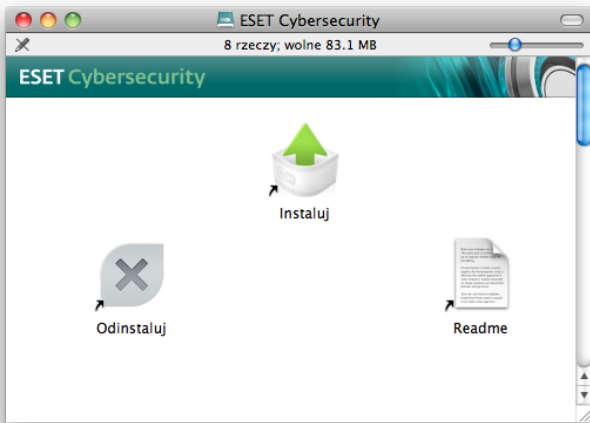 ESET Cybersecurity
8 rzeczy; wolne 83.1 MB
ESET Cybersecurity
Instaluj
Odinstaluj
Readme